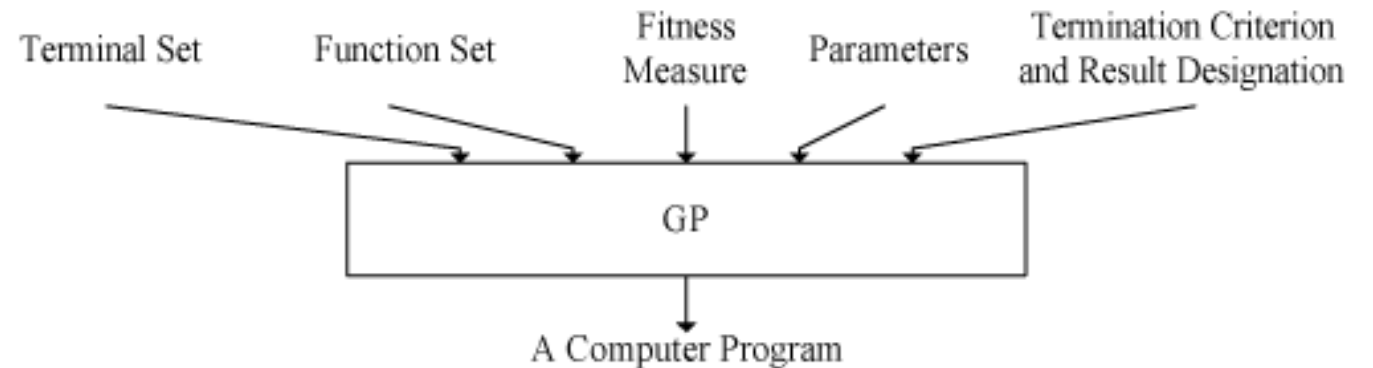 Terminal Set
Function Set
Fitness
Measure
Parameters
Termination Criterion
and Result Designation
GP
A Computer Program